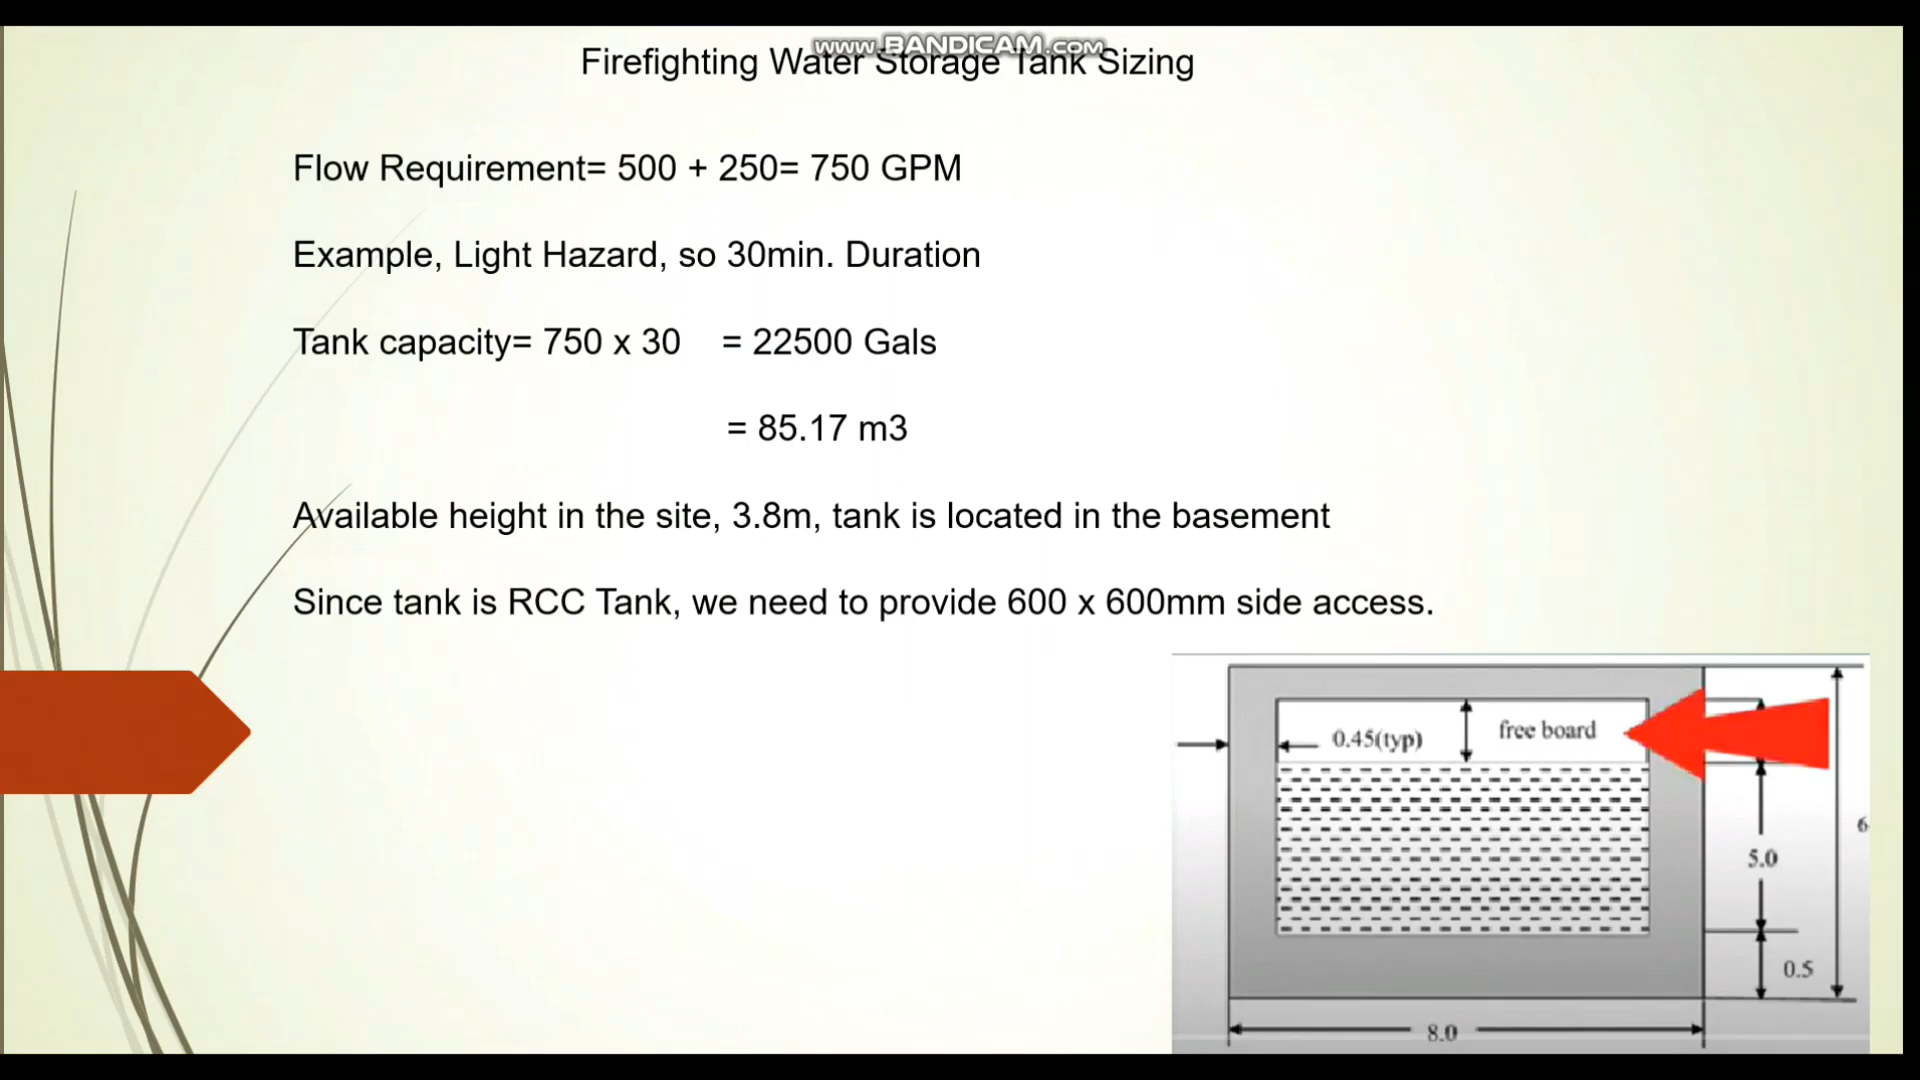 www.BANDICAM.com
Firefighting Water Storage Tank Sizing
Flow Requirement= 500 + 250= 750 GPM
Example, Light Hazard, so 30min. Duration
Tank capacity= 750 x 30 = 22500 Gals
= 85.17 m3
Available height in the site, 3.8m, tank is located in the basement
Since tank is RCC Tank, we need to provide 600 x 600mm side access.
0.45(typ)
free board
6
5.0
0.5
8.0